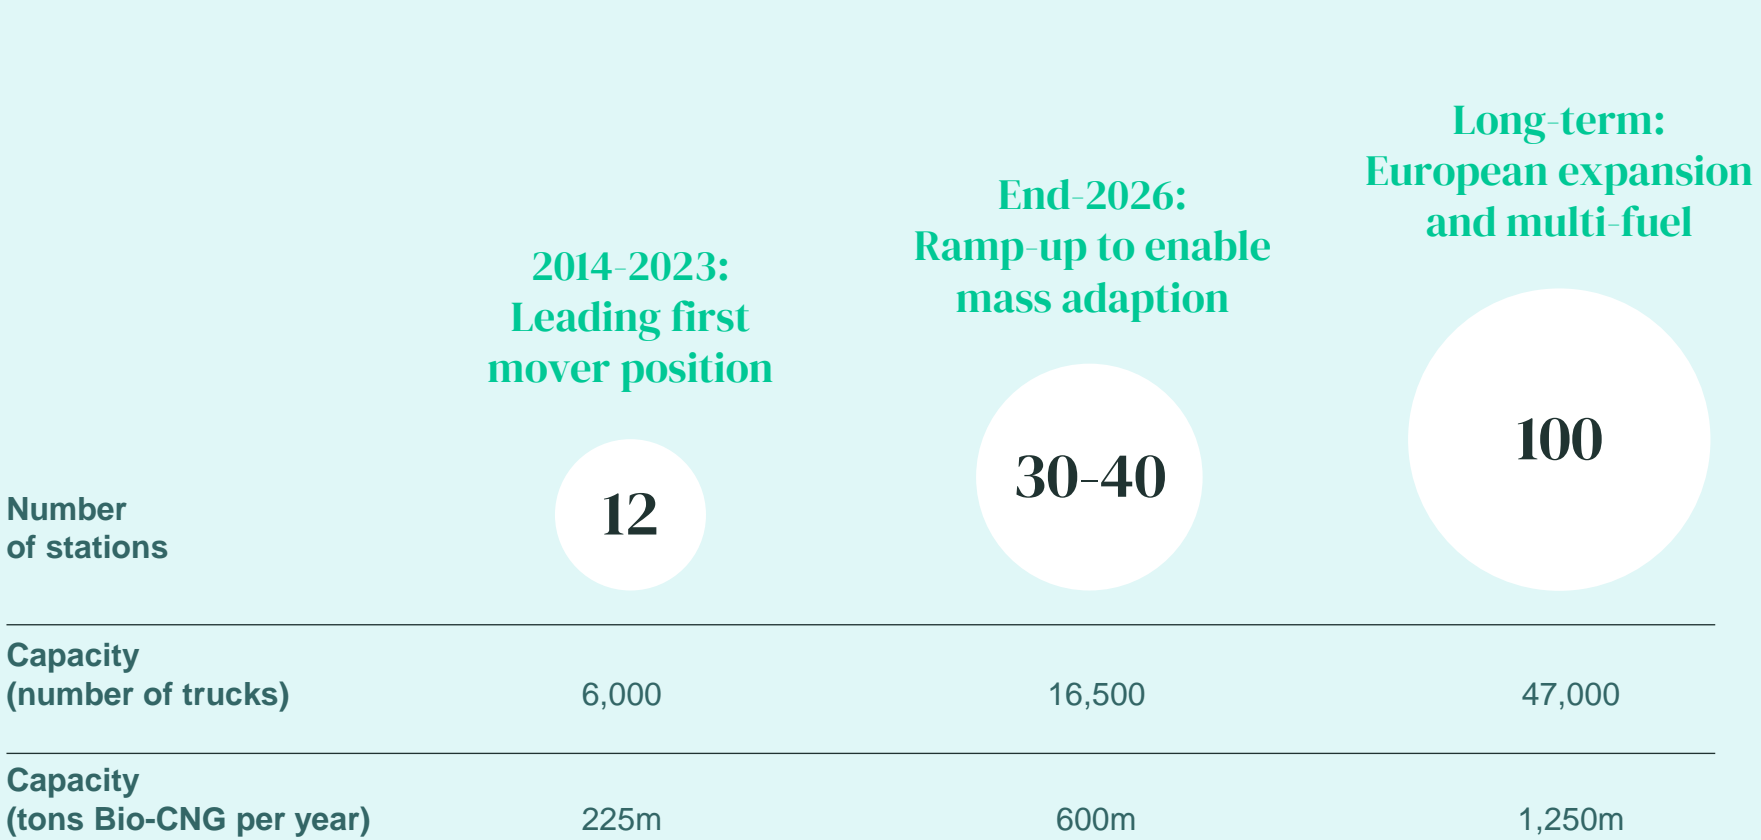 2014-2023:
Leading first
mover position
End-2026:
Ramp-up to enable
mass adaption
Long-term:
European expansion
and multi-fuel
Number
of stations
12
30-40
100
Capacity
(number of trucks)
6,000
16,500
47,000
Capacity
(tons Bio-CNG per year)
225m
600m
1,250m